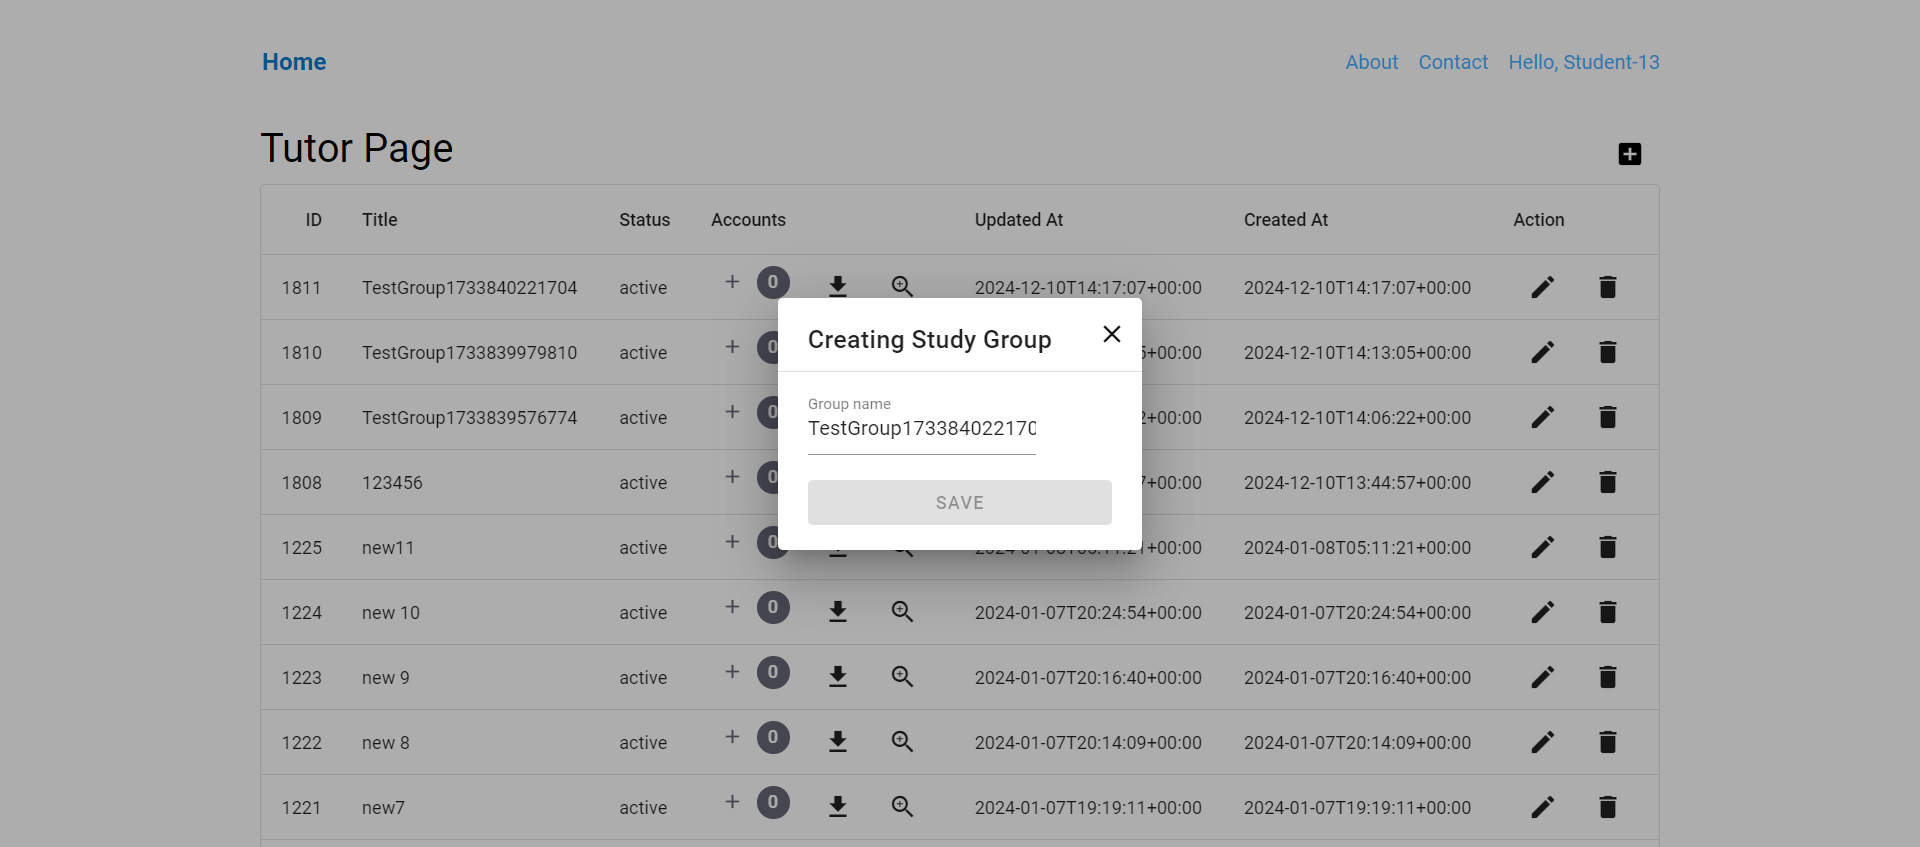 Home About Contact Hello, Student-13
Tutor Page
ID Title Status Accounts Updated At Created At Action
1811 TestGroup1733840221704 active + 0 2024-12-10T14:17:07+00:00 2024-12-10T14:17:07+00:00
1810 TestGroup1733839979810 active + 0 5+00:00 2024-12-10T14:13:05+00:00
1809 TestGroup1733839576774 active + 0 2+00:00 2024-12-10T14:06:22+00:00
1808 123456 active + 0 7+00:00 2024-12-10T13:44:57+00:00
1225 new11 active + 0 +00:00 2024-01-08T05:11:21+00:00
1224 new 10 active + 0 2024-01-07T20:24:54+00:00 2024-01-07T20:24:54+00:00
1223 new 9 active + 0 2024-01-07T20:16:40+00:00 2024-01-07T20:16:40+00:00
1222 new 8 active + 0 2024-01-07T20:14:09+00:00 2024-01-07T20:14:09+00:00
1221 new7 active + 0 2024-01-07T19:19:11+00:00 2024-01-07T19:19:11+00:00
Creating Study Group
Group name
TestGroup173384022170
SAVE